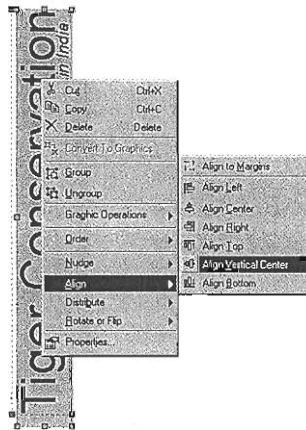 Tiger Conservation
in India
Cut Ctrl+X
Copy Ctrl+C
Delete Delete
Convert To Graphics
Group
Ungroup
Graphic Operations
Order
Nudge
Align
Distribute
Rotate or Flip
Properties...
Align to Margins
Align Left
Align Center
Align Right
Align Top
Align Vertical Center
Align Bottom